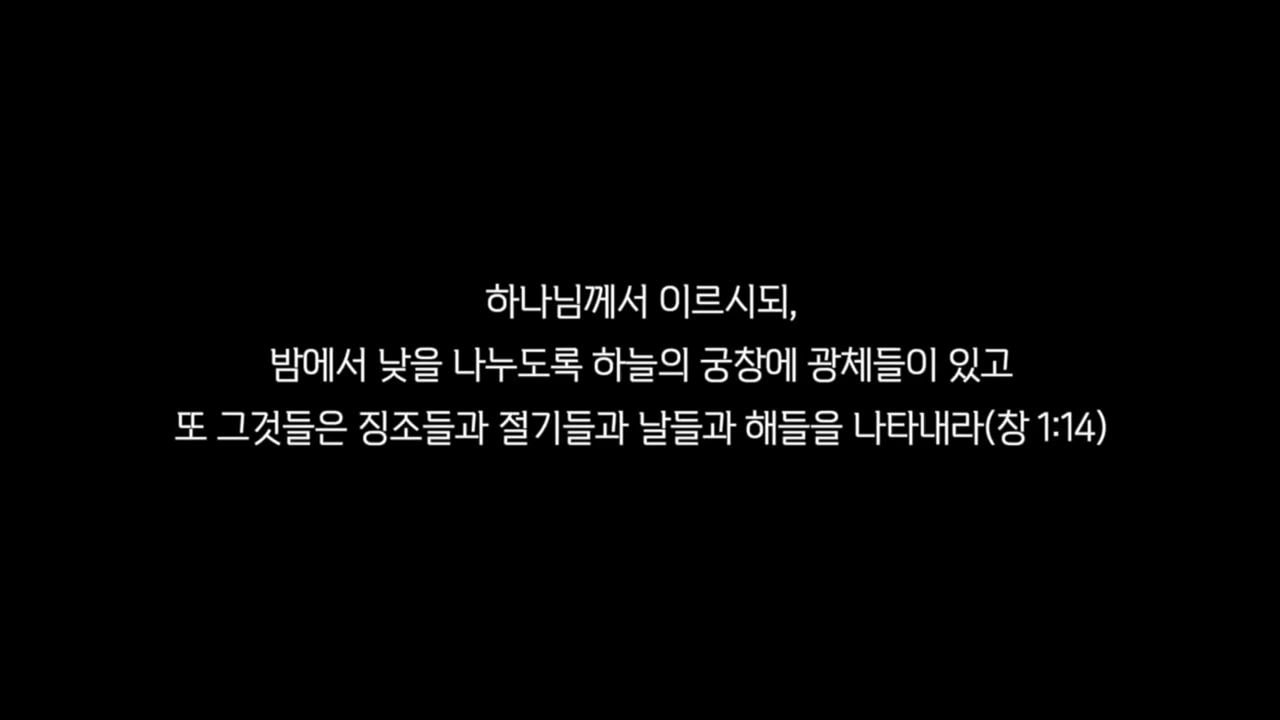 하나님께서 이르시되,
밤에서 낮을 나누도록 하늘의 궁창에 광체들이 있고
또 그것들은 징조들과 절기들과 날들과 해들을 나타내라(창 1:14)